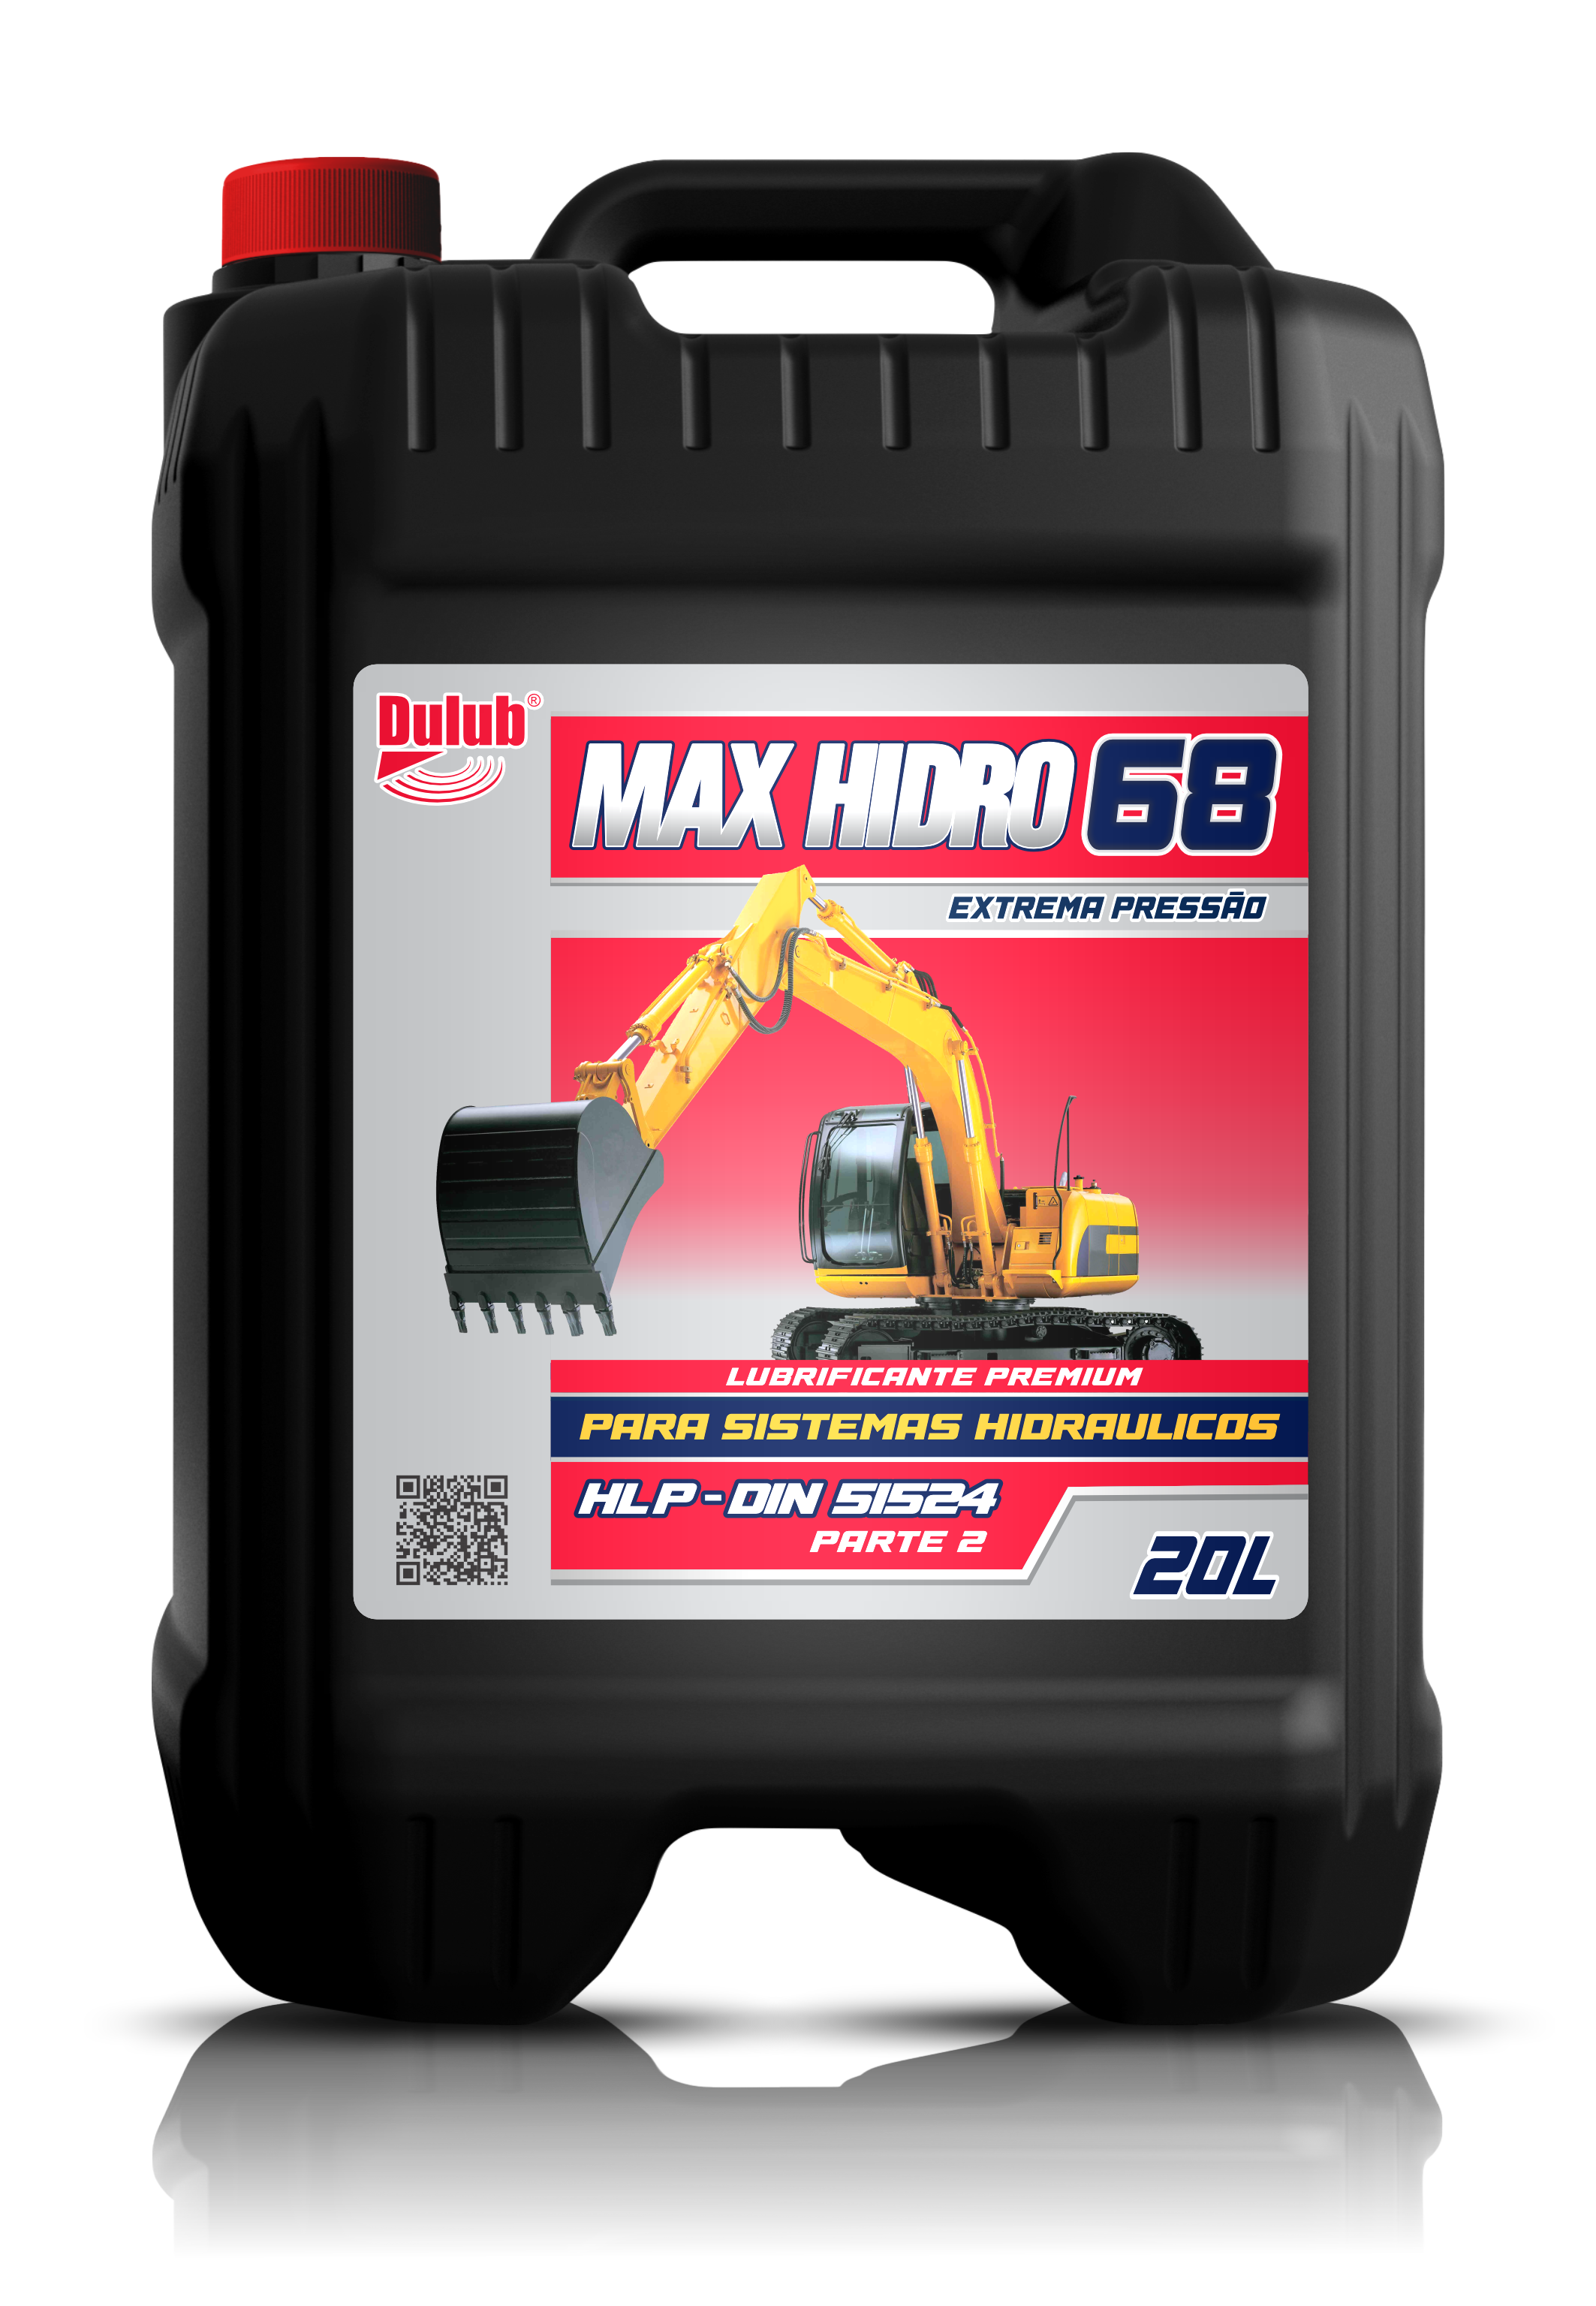 Dulub®
MAX HIDRO 68
EXTREMA PRESSÃO
LUBRIFICANTE PREMIUM
PARA SISTEMAS HIDRAULICOS
HLP - DIN 51524
PARTE 2
20L